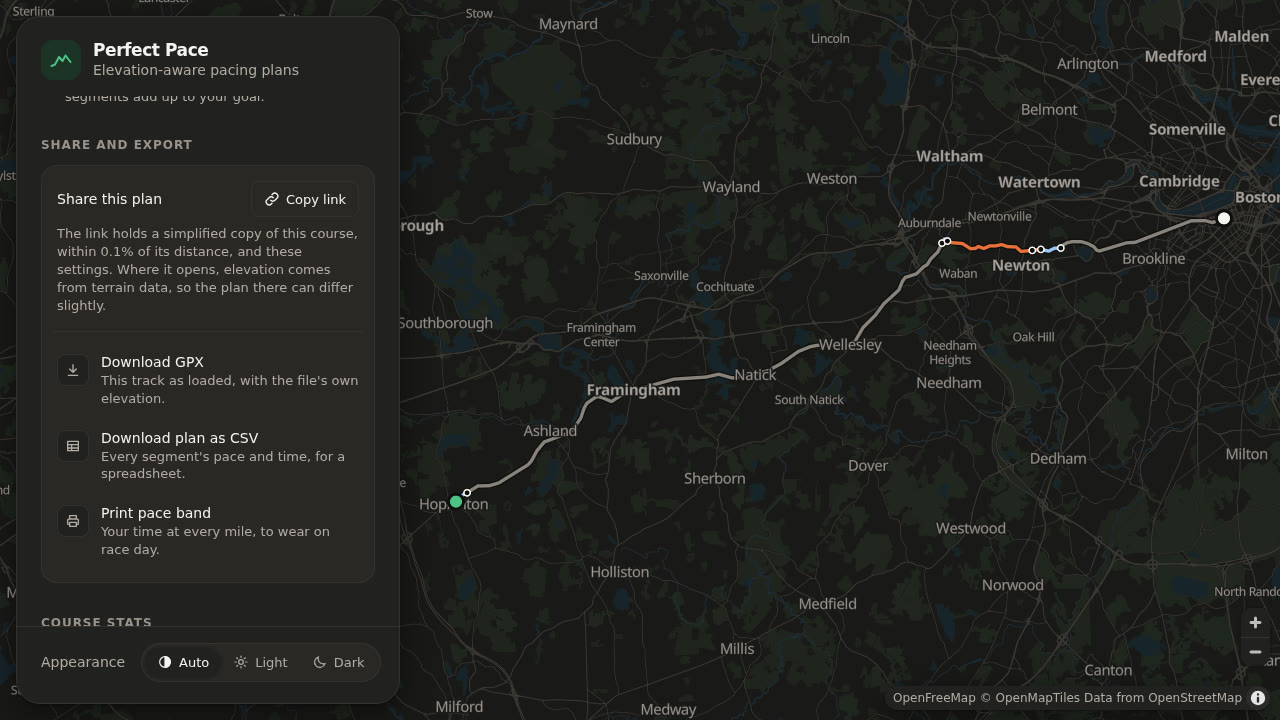 Perfect Pace
Elevation-aware pacing plans
segments add up to your goal.
SHARE AND EXPORT
Share this plan
Copy link
The link holds a simplified copy of this course,
within 0.1% of its distance, and these
settings. Where it opens, elevation comes
from terrain data, so the plan there can differ
slightly.
Download GPX
This track as loaded, with the file's own
elevation.
Download plan as CSV
Every segment's pace and time, for a
spreadsheet.
Print pace band
Your time at every mile, to wear on
race day.
COURSE STATS
Appearance
Auto
Light
Dark
Sterling
Stow
Maynard
Lincoln
Malden
Medford
Arlington
Belmont
Somerville
Sudbury
Waltham
Watertown
Cambridge
Boston
Wayland
Weston
Auburndale
Newtonville
rough
Newton
Waban
Brookline
Saxonville
Cochituate
Southborough
Framingham
Center
Wellesley
Needham
Heights
Oak Hill
Natick
Needham
Framingham
South Natick
Ashland
Dover
Dedham
Milton
Sherborn
Westwood
Holliston
Norwood
Medfield
Millis
Canton
Milford
Medway
OpenFreeMap © OpenMapTiles Data from OpenStreetMap